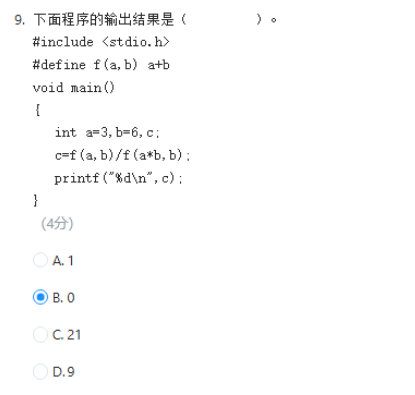 9. 下面程序的输出结果是（ ）。
#include <stdio.h>
#define f(a,b) a+b
void main()
{
int a=3,b=6,c;
c=f(a,b)/f(a*b,b);
printf("%d\n",c);
}
(4分)
A. 1
B. 0
C. 21
D. 9